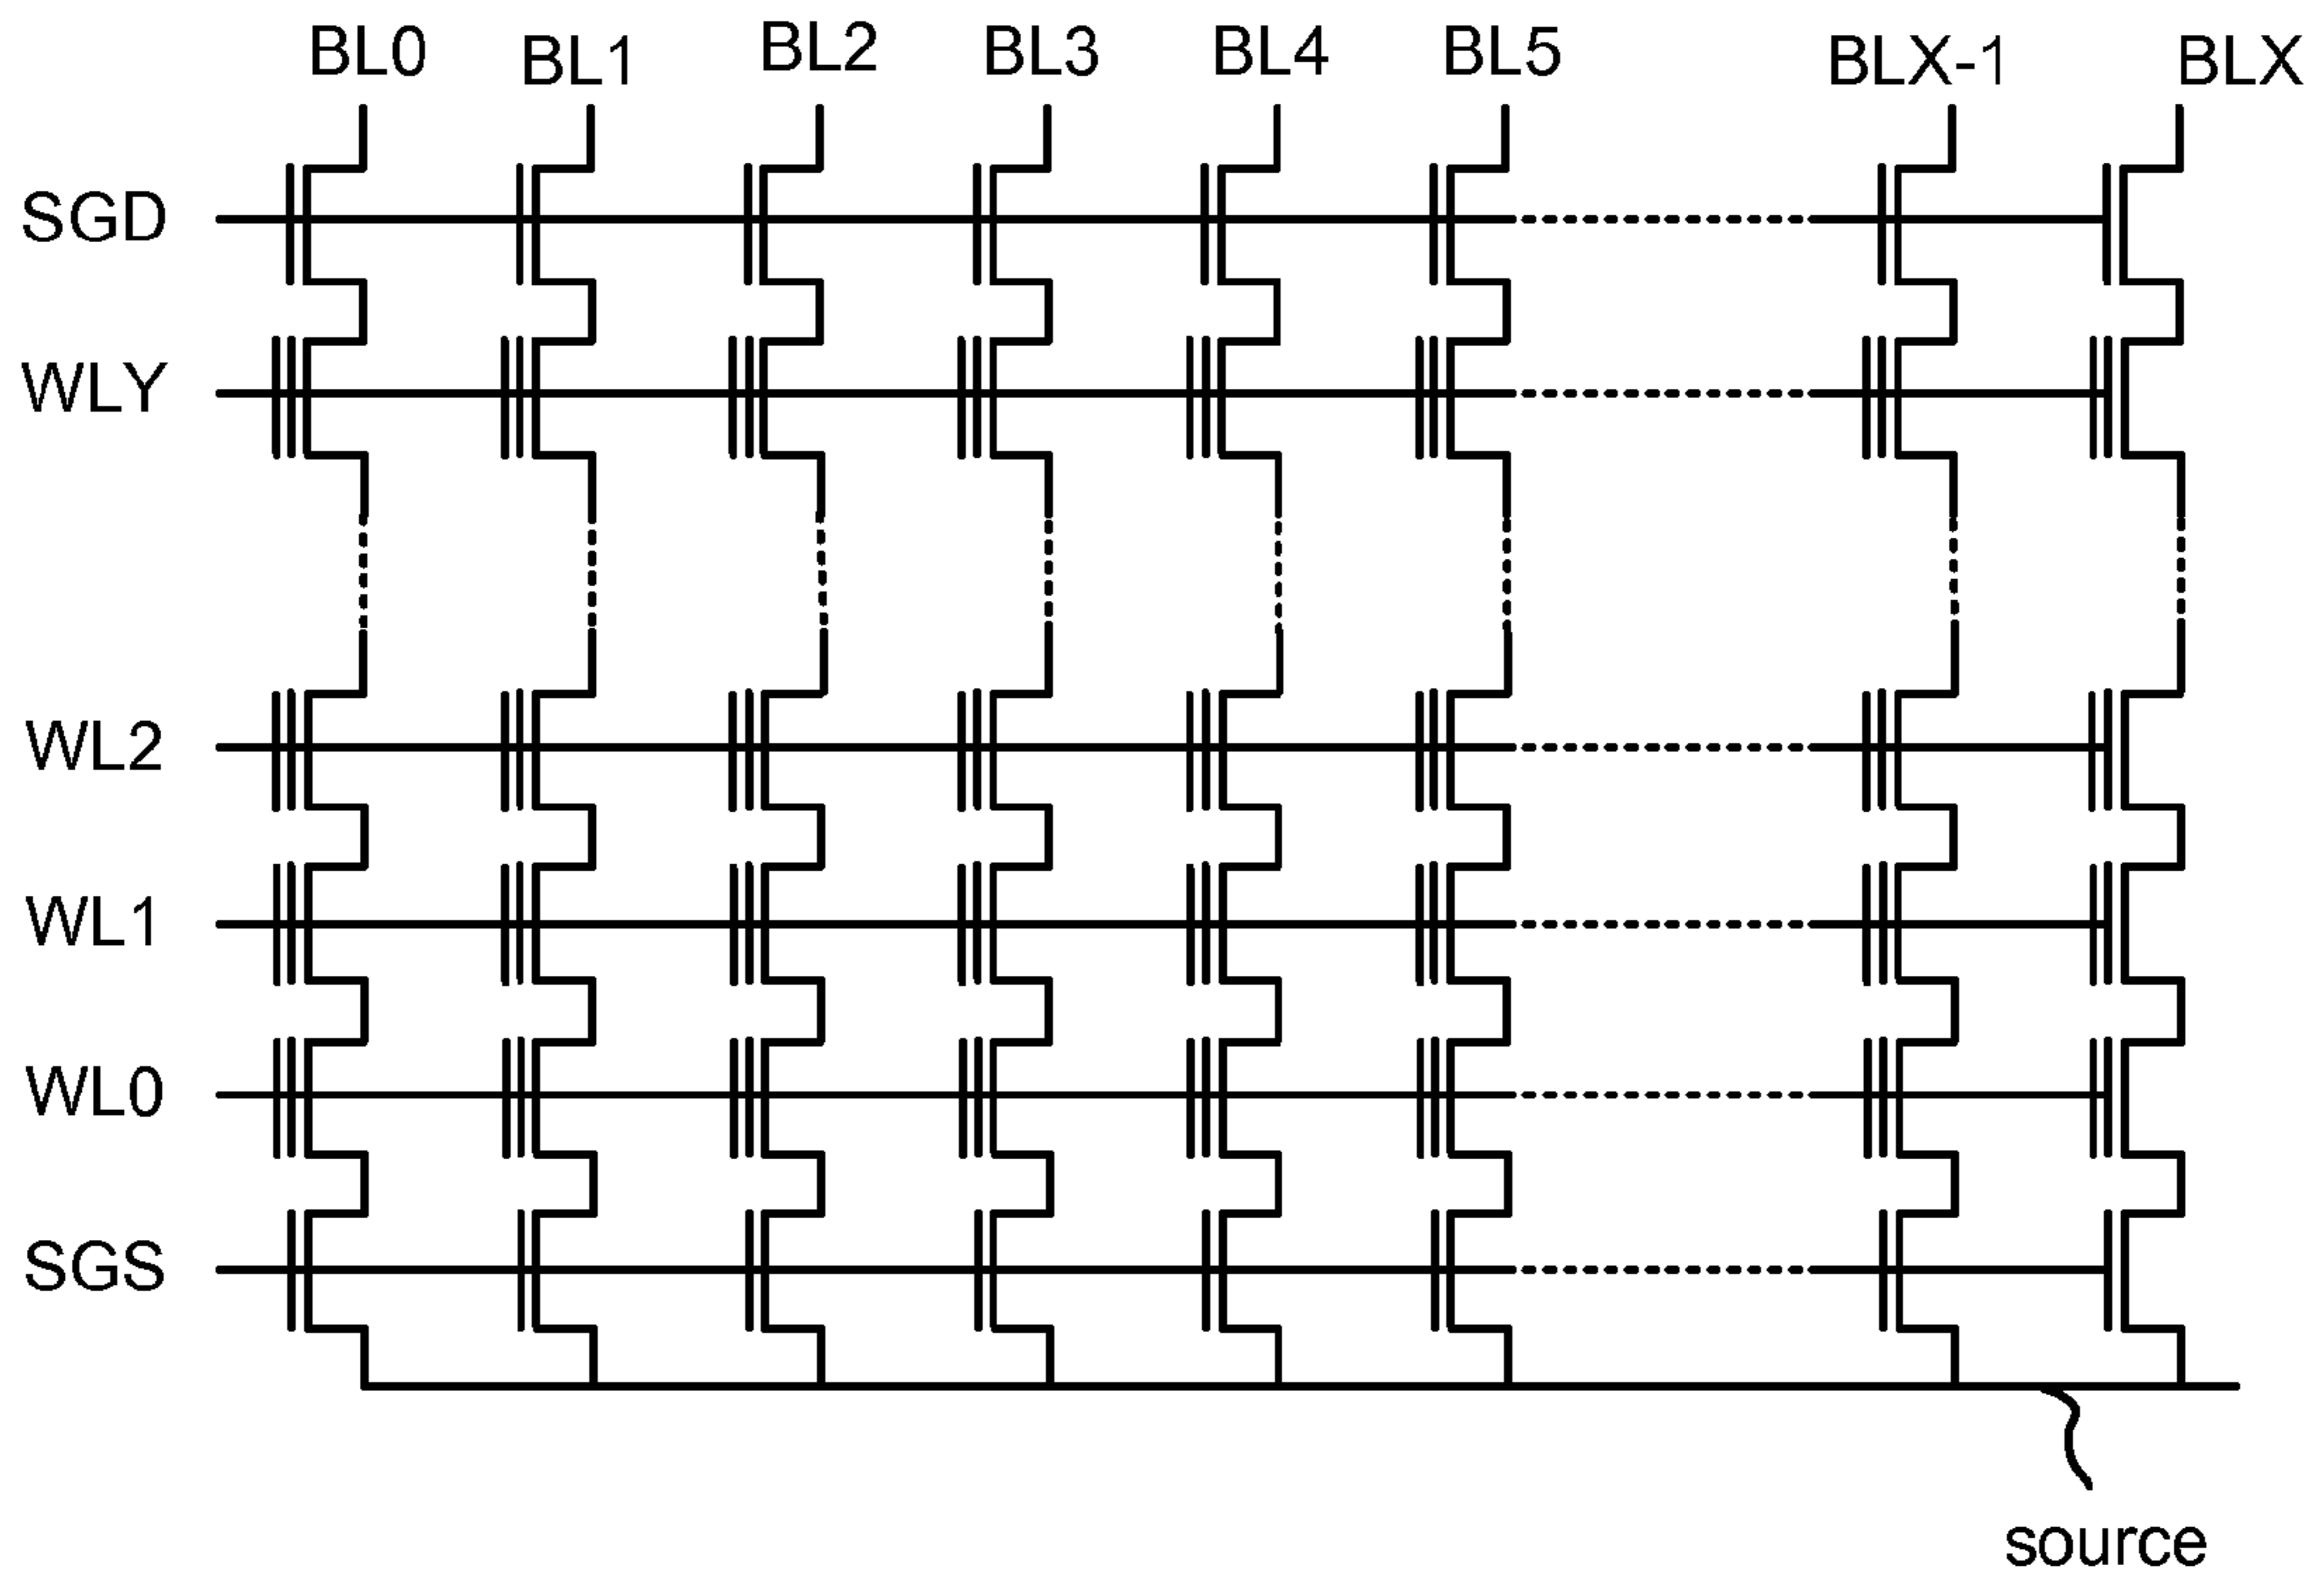 BL0 BL1 BL2 BL3 BL4 BL5 BLX-1 BLX
SGD
WLY
WL2
WL1
WL0
SGS
source